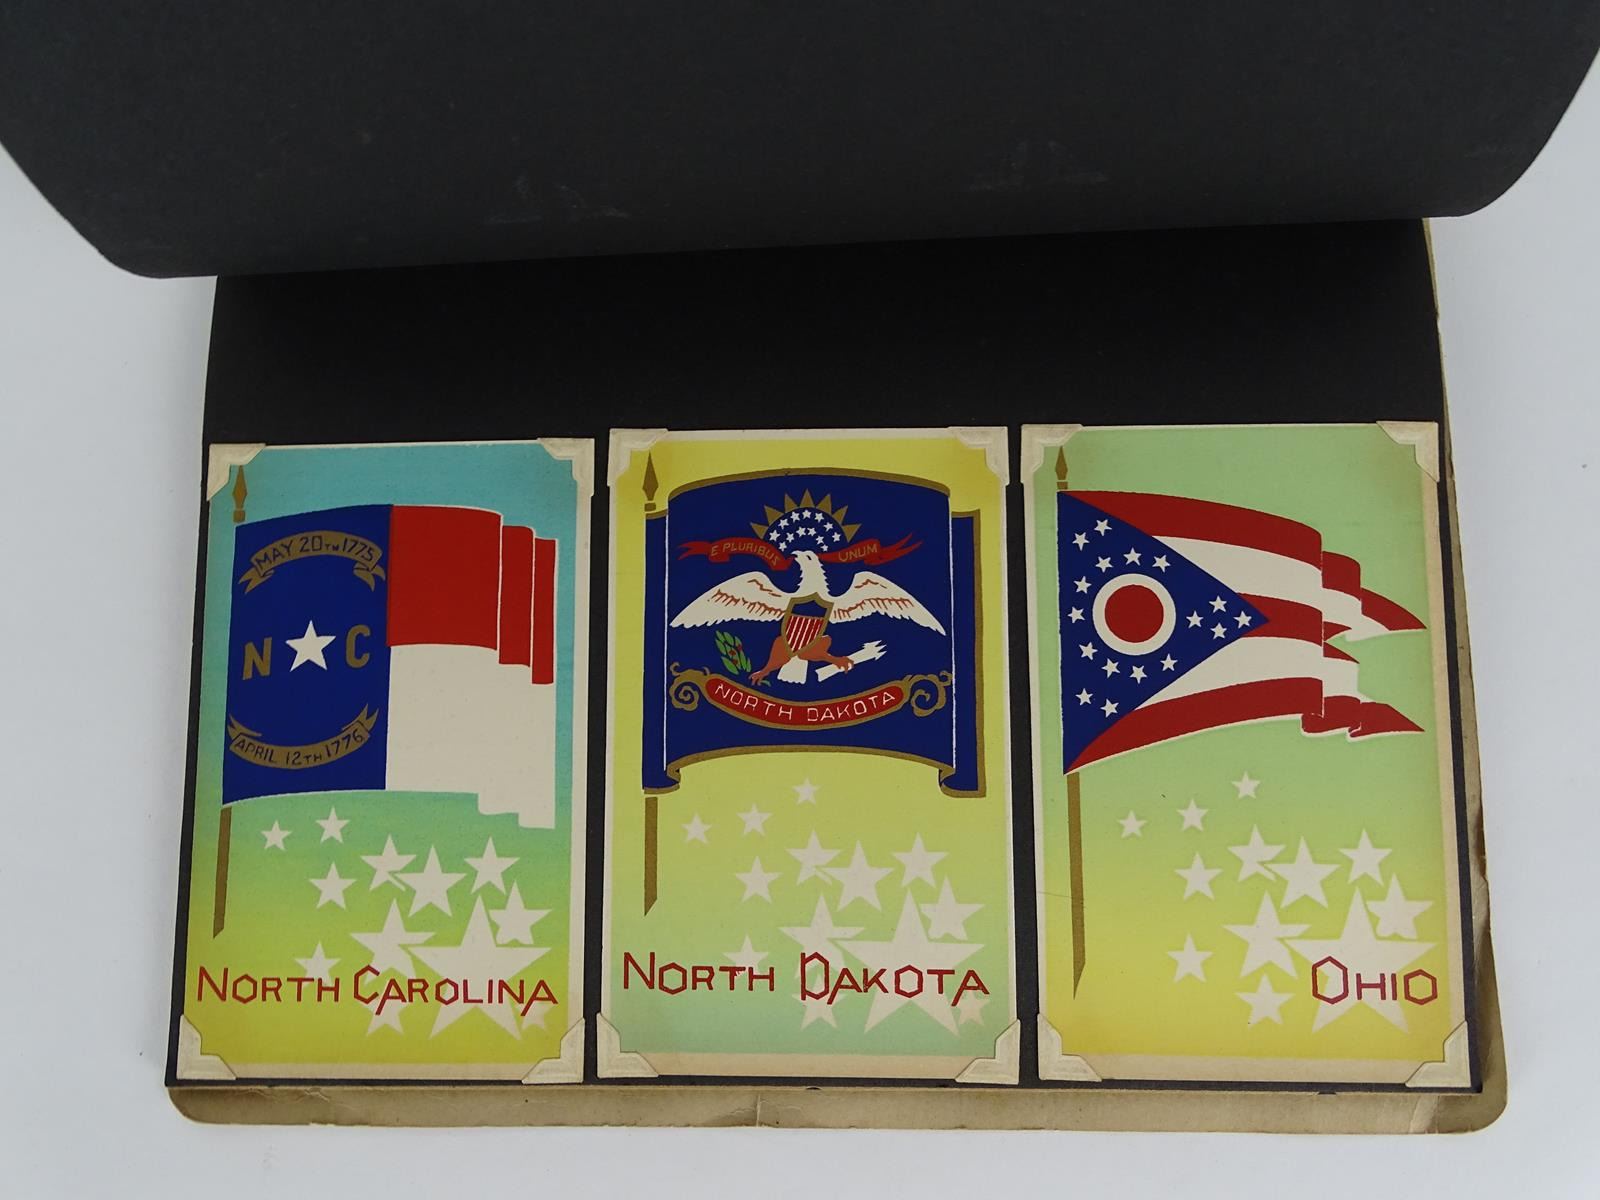 MAY 20TH 1775
N C
APRIL 12TH 1776
NORTH CAROLINA
E PLURIBUS UNUM
NORTH DAKOTA
NORTH DAKOTA
OHIO